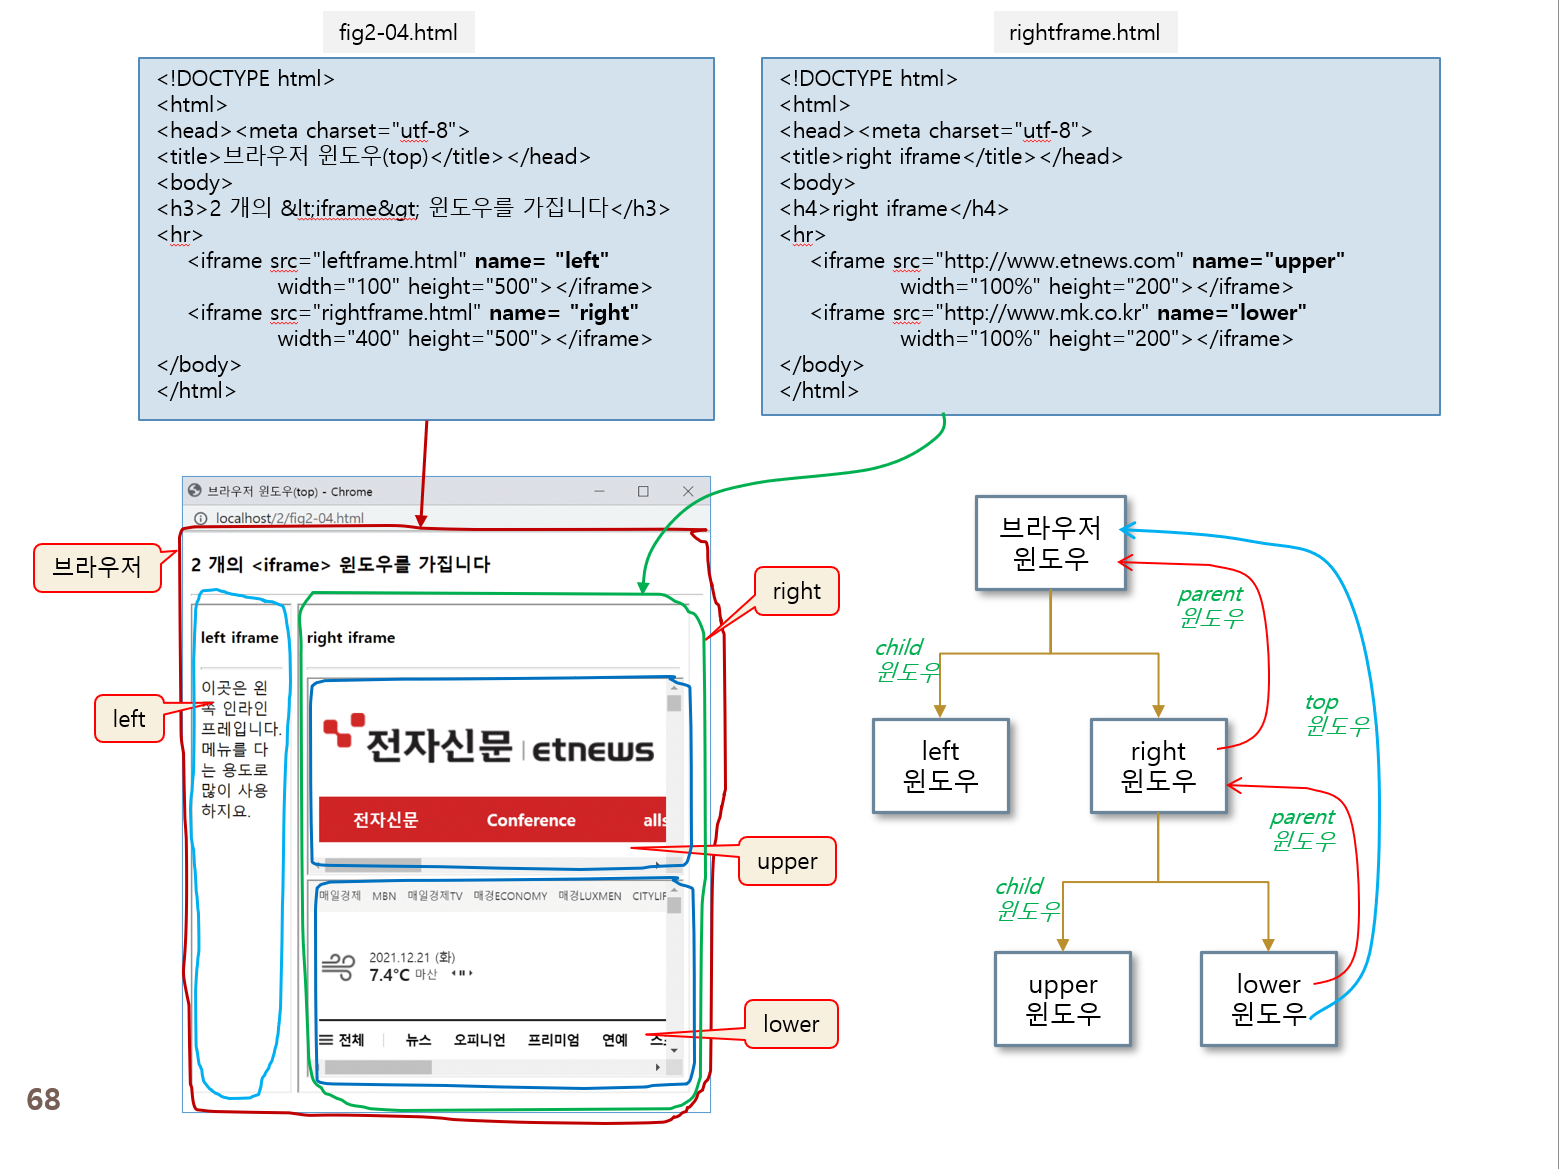 fig2-04.html
<!DOCTYPE html>
<html>
<head><meta charset="utf-8">
<title>브라우저 윈도우(top)</title></head>
<body>
<h3>2 개의 &lt;iframe&gt; 윈도우를 가집니다</h3>
<hr>
<iframe src="leftframe.html" name= "left"
width="100" height="500"></iframe>
<iframe src="rightframe.html" name= "right"
width="400" height="500"></iframe>
</body>
</html>
rightframe.html
<!DOCTYPE html>
<html>
<head><meta charset="utf-8">
<title>right iframe</title></head>
<body>
<h4>right iframe</h4>
<hr>
<iframe src="http://www.etnews.com" name="upper"
width="100%" height="200"></iframe>
<iframe src="http://www.mk.co.kr" name="lower"
width="100%" height="200"></iframe>
</body>
</html>
브라우저 윈도우(top) - Chrome
localhost/2/fig2-04.html
브라우저
2 개의 <iframe> 윈도우를 가집니다
right
left iframe
이곳은 왼
쪽 인라인
프레입니다.
메뉴를 다
는 용도로
많이 사용
하지요.
left
right iframe
전자신문 | etnews
전자신문 Conference alls
upper
매일경제 MBN 매일경제TV 매경ECONOMY 매경LUXMEN CITYLIF
2021.12.21 (화)
7.4°C 마산
전체 | 뉴스 오피니언 프리미엄 연예 스
lower
브라우저
윈도우
parent
윈도우
child
윈도우
top
윈도우
left
윈도우
right
윈도우
parent
윈도우
child
윈도우
upper
윈도우
lower
윈도우
68